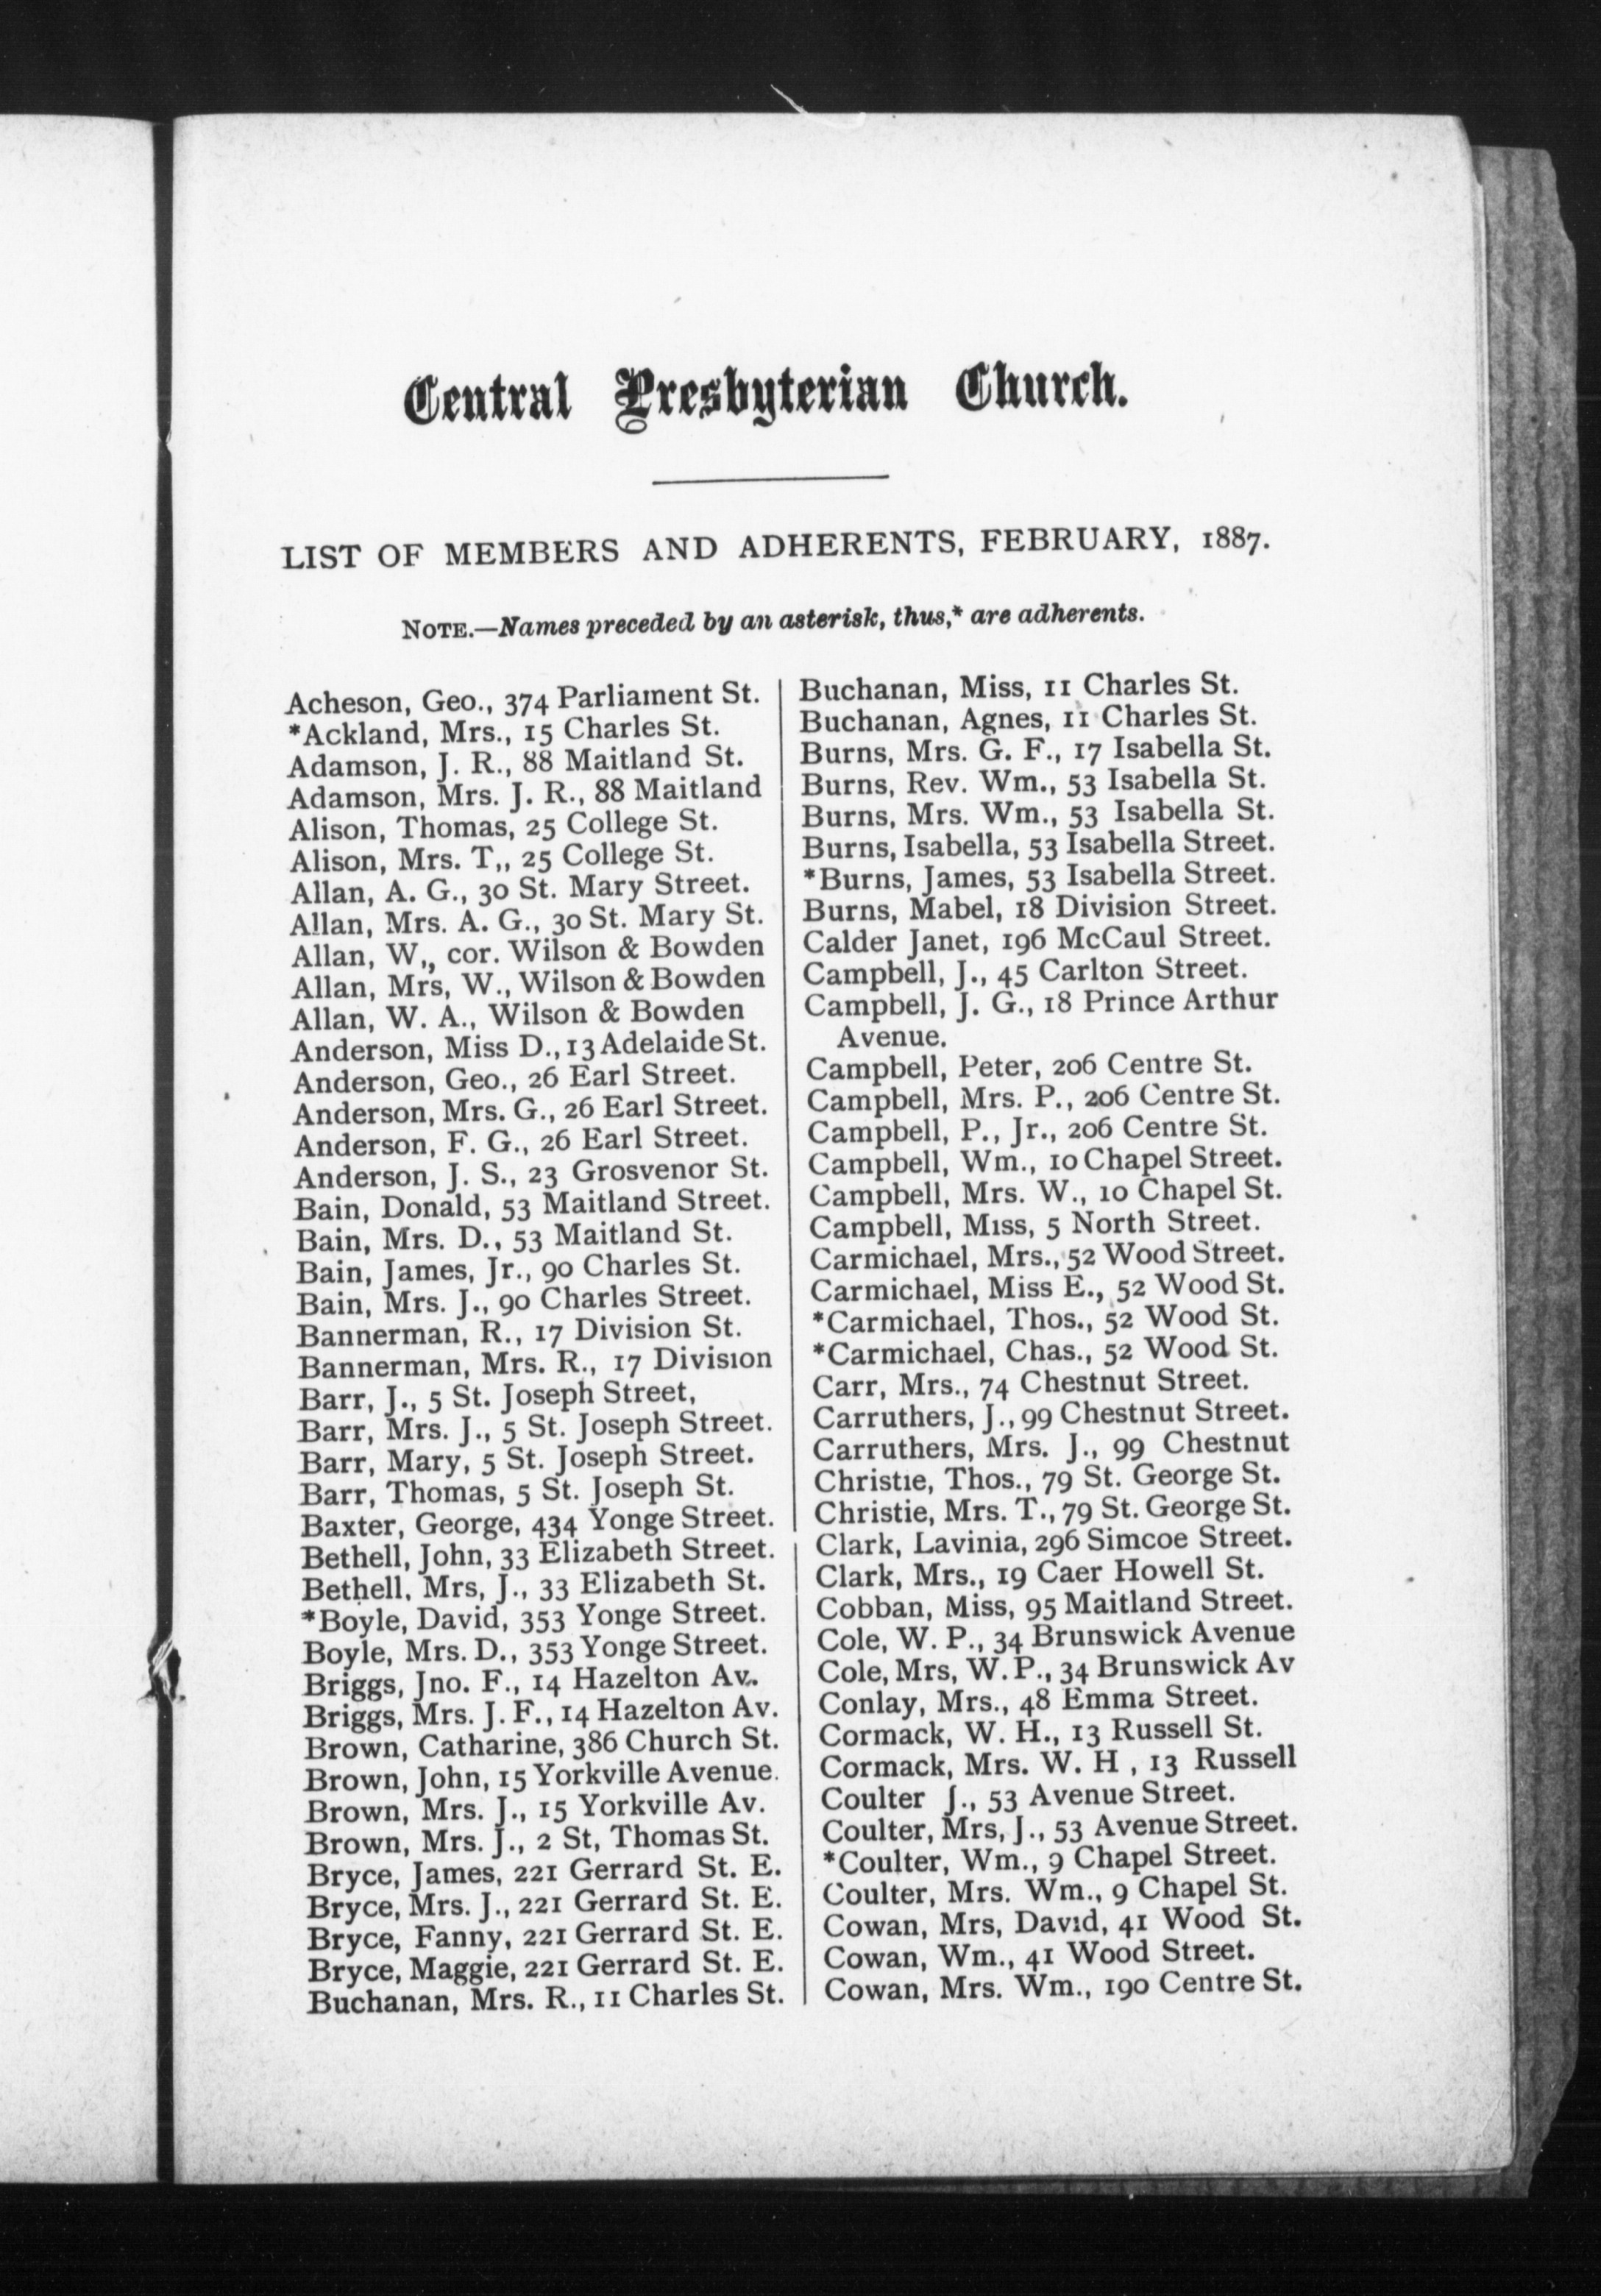 Central Presbyterian Church.
LIST OF MEMBERS AND ADHERENTS, FEBRUARY, 1887.
NOTE.—Names preceded by an asterisk, thus,* are adherents.
Acheson, Geo., 374 Parliament St.
*Ackland, Mrs., 15 Charles St.
Adamson, J. R., 88 Maitland St.
Adamson, Mrs. J. R., 88 Maitland
Alison, Thomas, 25 College St.
Alison, Mrs. T,, 25 College St.
Allan, A. G., 30 St. Mary Street.
Allan, Mrs. A. G., 30 St. Mary St.
Allan, W,, cor. Wilson & Bowden
Allan, Mrs, W., Wilson & Bowden
Allan, W. A., Wilson & Bowden
Anderson, Miss D., 13 Adelaide St.
Anderson, Geo., 26 Earl Street.
Anderson, Mrs. G., 26 Earl Street.
Anderson, F. G., 26 Earl Street.
Anderson, J. S., 23 Grosvenor St.
Bain, Donald, 53 Maitland Street.
Bain, Mrs. D., 53 Maitland St.
Bain, James, Jr., 90 Charles St.
Bain, Mrs. J., 90 Charles Street.
Bannerman, R., 17 Division St.
Bannerman, Mrs. R., 17 Division
Barr, J., 5 St. Joseph Street,
Barr, Mrs. J., 5 St. Joseph Street.
Barr, Mary, 5 St. Joseph Street.
Barr, Thomas, 5 St. Joseph St.
Baxter, George, 434 Yonge Street.
Bethell, John, 33 Elizabeth Street.
Bethell, Mrs, J., 33 Elizabeth St.
*Boyle, David, 353 Yonge Street.
Boyle, Mrs. D., 353 Yonge Street.
Briggs, Jno. F., 14 Hazelton Av.
Briggs, Mrs. J. F., 14 Hazelton Av.
Brown, Catharine, 386 Church St.
Brown, John, 15 Yorkville Avenue.
Brown, Mrs. J., 15 Yorkville Av.
Brown, Mrs. J., 2 St, Thomas St.
Bryce, James, 221 Gerrard St. E.
Bryce, Mrs. J., 221 Gerrard St. E.
Bryce, Fanny, 221 Gerrard St. E.
Bryce, Maggie, 221 Gerrard St. E.
Buchanan, Mrs. R., 11 Charles St.
Buchanan, Miss, 11 Charles St.
Buchanan, Agnes, 11 Charles St.
Burns, Mrs. G. F., 17 Isabella St.
Burns, Rev. Wm., 53 Isabella St.
Burns, Mrs. Wm., 53 Isabella St.
Burns, Isabella, 53 Isabella Street.
*Burns, James, 53 Isabella Street.
Burns, Mabel, 18 Division Street.
Calder Janet, 196 McCaul Street.
Campbell, J., 45 Carlton Street.
Campbell, J. G., 18 Prince Arthur
Avenue.
Campbell, Peter, 206 Centre St.
Campbell, Mrs. P., 206 Centre St.
Campbell, P., Jr., 206 Centre St.
Campbell, Wm., 10 Chapel Street.
Campbell, Mrs. W., 10 Chapel St.
Campbell, Miss, 5 North Street.
Carmichael, Mrs., 52 Wood Street.
Carmichael, Miss E., 52 Wood St.
*Carmichael, Thos., 52 Wood St.
*Carmichael, Chas., 52 Wood St.
Carr, Mrs., 74 Chestnut Street.
Carruthers, J., 99 Chestnut Street.
Carruthers, Mrs. J., 99 Chestnut
Christie, Thos., 79 St. George St.
Christie, Mrs. T., 79 St. George St.
Clark, Lavinia, 296 Simcoe Street.
Clark, Mrs., 19 Caer Howell St.
Cobban, Miss, 95 Maitland Street.
Cole, W. P., 34 Brunswick Avenue
Cole, Mrs, W. P., 34 Brunswick Av
Conlay, Mrs., 48 Emma Street.
Cormack, W. H., 13 Russell St.
Cormack, Mrs. W. H , 13 Russell
Coulter J., 53 Avenue Street.
Coulter, Mrs, J., 53 Avenue Street.
*Coulter, Wm., 9 Chapel Street.
Coulter, Mrs. Wm., 9 Chapel St.
Cowan, Mrs, David, 41 Wood St.
Cowan, Wm., 41 Wood Street.
Cowan, Mrs. Wm., 190 Centre St.